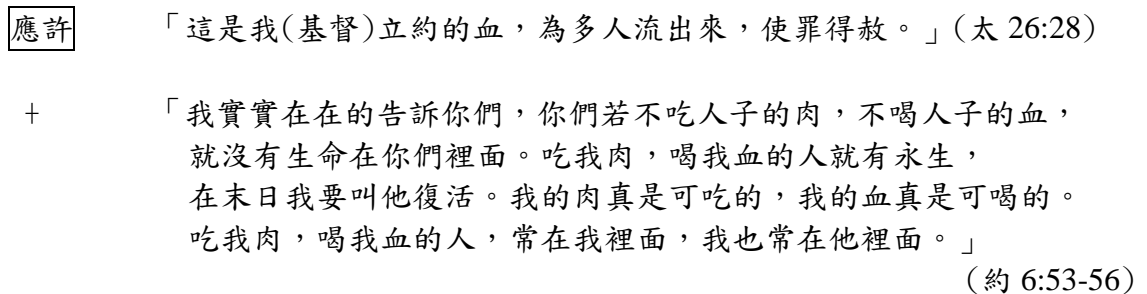 應許 「這是我(基督)立約的血，為多人流出來，使罪得赦。」(太 26:28)
+ 「我實實在在的告訴你們，你們若不吃人子的肉，不喝人子的血，
就沒有生命在你們裡面。吃我肉，喝我血的人就有永生，
在末日我要叫他復活。我的肉真是可吃的，我的血真是可喝的。
吃我肉，喝我血的人，常在我裡面，我也常在他裡面。」
(約 6:53-56)